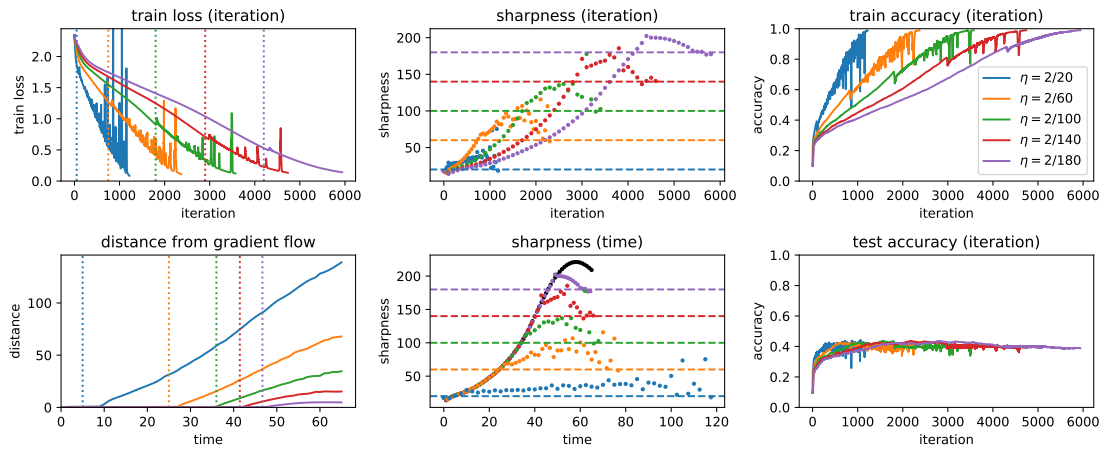 train loss (iteration)
train loss
0.0 0.5 1.0 1.5 2.0
0 1000 2000 3000 4000 5000 6000
iteration
sharpness (iteration)
sharpness
50 100 150 200
0 1000 2000 3000 4000 5000 6000
iteration
train accuracy (iteration)
accuracy
0.0 0.2 0.4 0.6 0.8 1.0
η = 2/20
η = 2/60
η = 2/100
η = 2/140
η = 2/180
0 1000 2000 3000 4000 5000 6000
iteration
distance from gradient flow
distance
0 50 100
0 10 20 30 40 50 60
time
sharpness (time)
sharpness
50 100 150 200
0 20 40 60 80 100 120
time
test accuracy (iteration)
accuracy
0.0 0.2 0.4 0.6 0.8 1.0
0 1000 2000 3000 4000 5000 6000
iteration